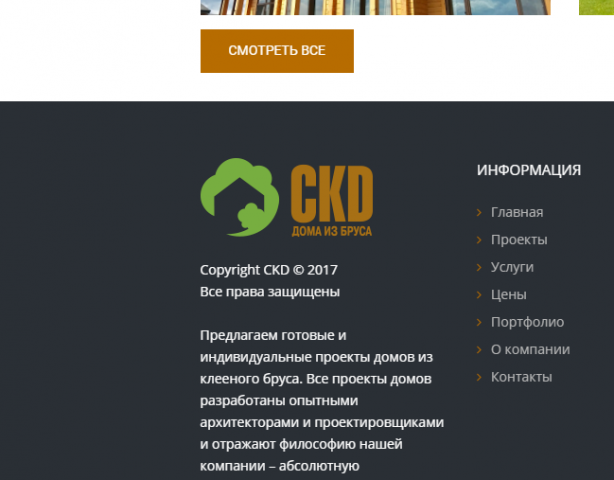 СМОТРЕТЬ ВСЕ
CKD
ДОМА ИЗ БРУСА
Copyright CKD © 2017
Все права защищены
Предлагаем готовые и
индивидуальные проекты домов из
клееного бруса. Все проекты домов
разработаны опытными
архитекторами и проектировщиками
и отражают философию нашей
компании – абсолютную
ИНФОРМАЦИЯ
Главная
Проекты
Услуги
Цены
Портфолио
О компании
Контакты